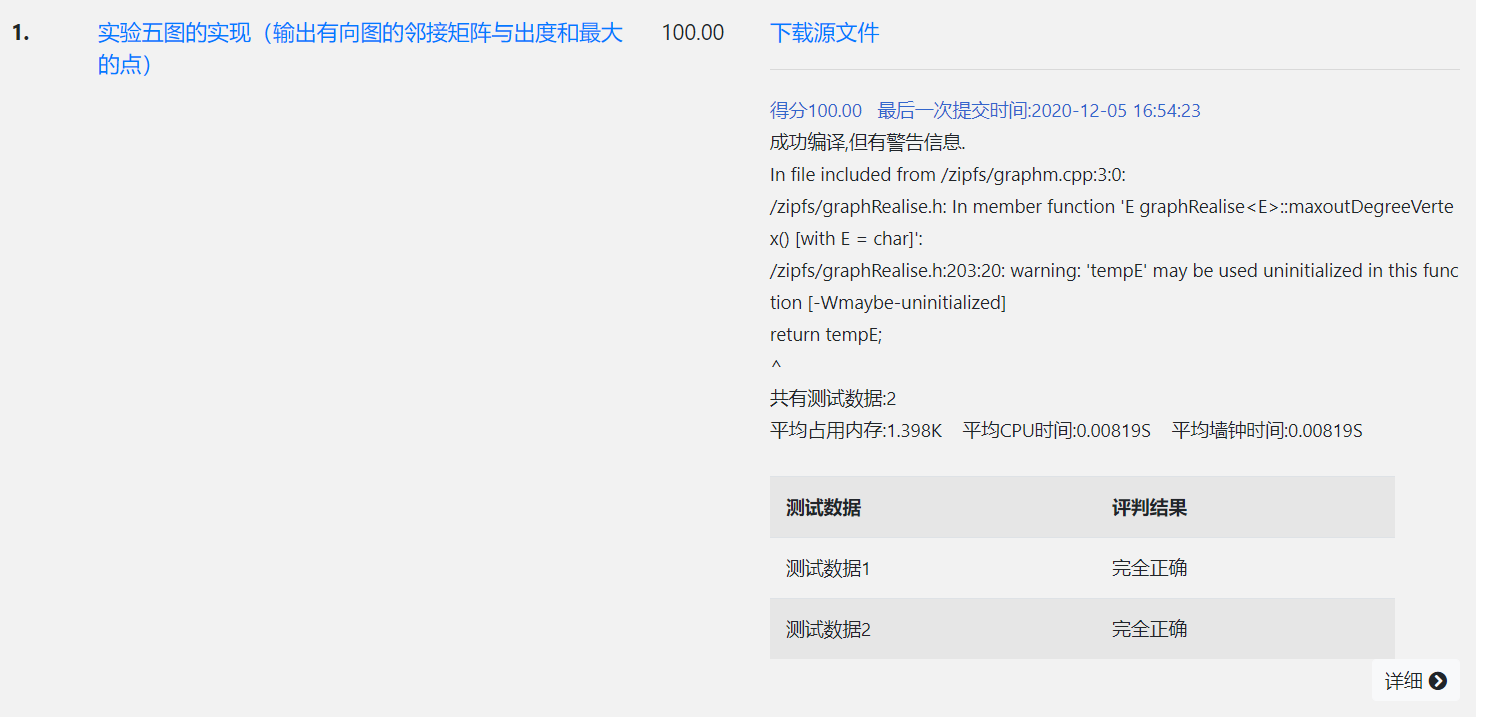 1.
实验五图的实现（输出有向图的邻接矩阵与出度和最大
的点）
100.00
下载源文件
得分100.00 最后一次提交时间:2020-12-05 16:54:23
成功编译,但有警告信息.
In file included from /zipfs/graphm.cpp:3:0:
/zipfs/graphRealise.h: In member function 'E graphRealise<E>::maxoutDegreeVerte
x() [with E = char]':
/zipfs/graphRealise.h:203:20: warning: 'tempE' may be used uninitialized in this func
tion [-Wmaybe-uninitialized]
return tempE;
^
共有测试数据:2
平均占用内存:1.398K 平均CPU时间:0.00819S 平均墙钟时间:0.00819S
测试数据 评判结果
测试数据1 完全正确
测试数据2 完全正确
详细